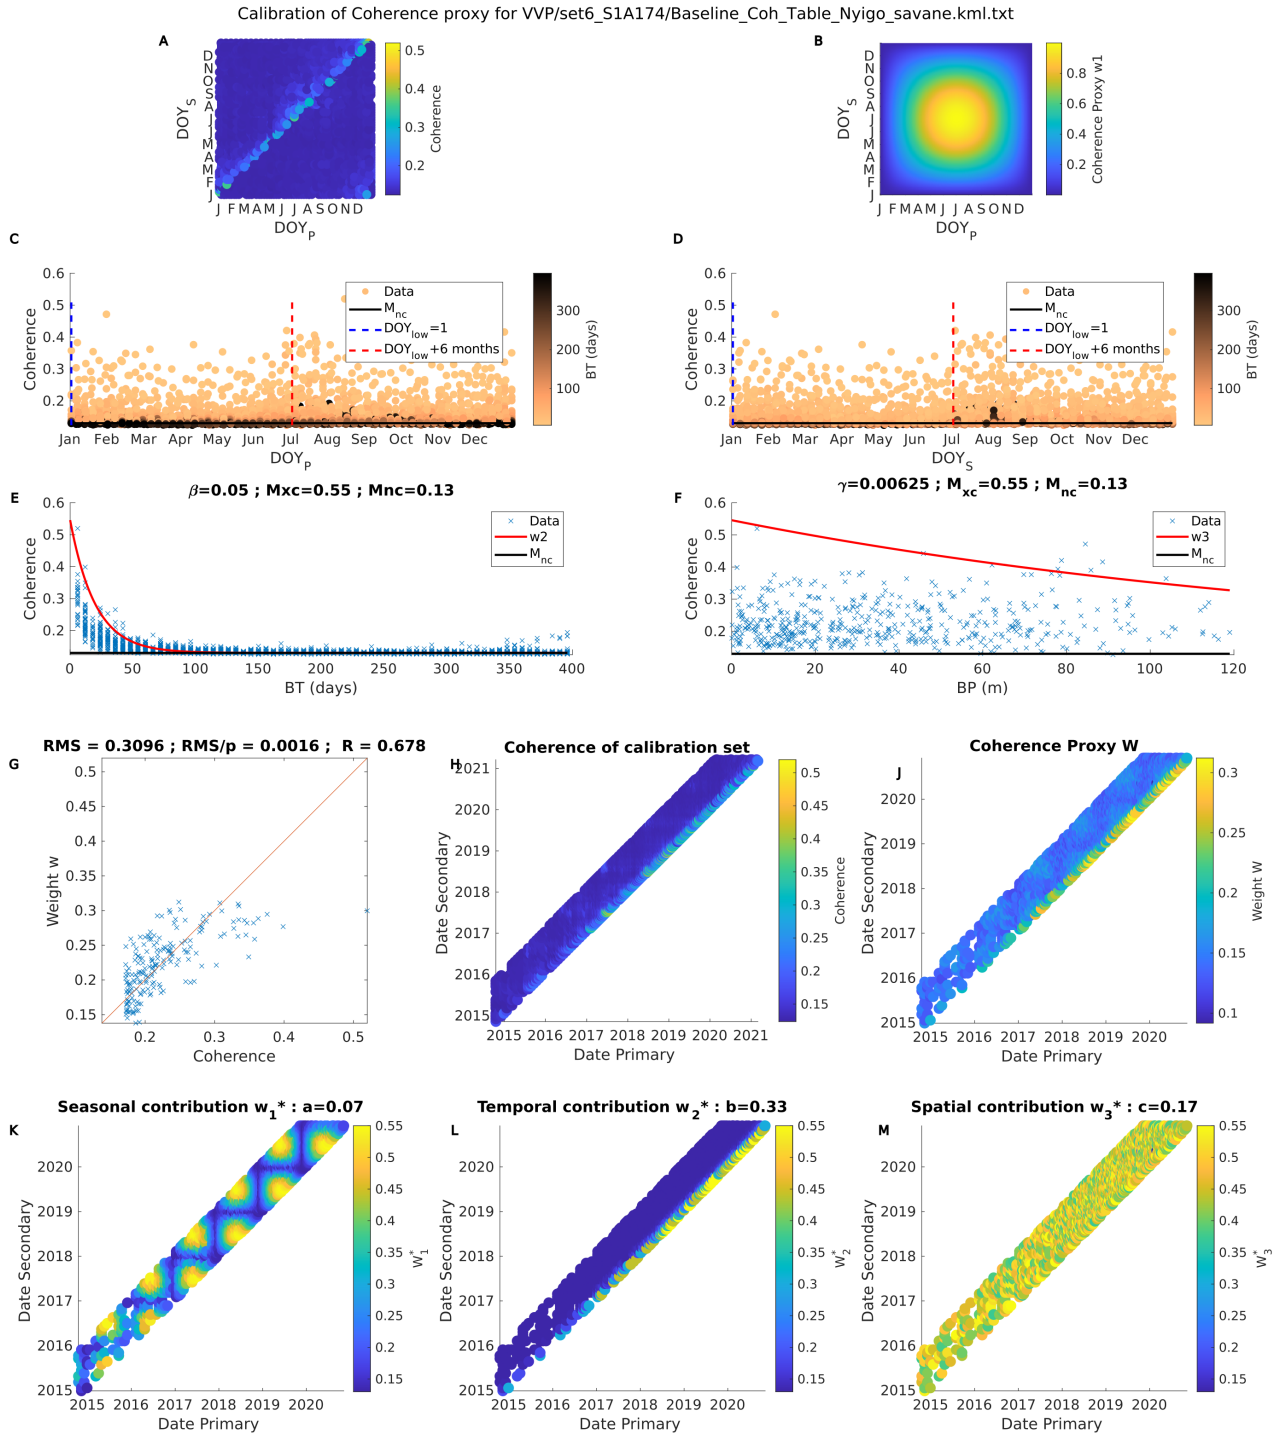 Calibration of Coherence proxy for VVP/set6_S1A174/Baseline_Coh_Table_Nyigo_savane.kml.txt
A
D
N
O
S
A
J
J
M
A
M
F
J
DOY_S
J F M A M J J A S O N D
DOY_P
0.5
0.4
0.3
0.2
Coherence
B
D
N
O
S
A
J
J
M
A
M
F
J
DOY_S
J F M A M J J A S O N D
DOY_P
0.8
0.6
0.4
0.2
Coherence Proxy w1
C
0.6
0.5
0.4
0.3
0.2
Coherence
Jan Feb Mar Apr May Jun Jul Aug Sep Oct Nov Dec
DOY_P
Data
M_nc
DOY_low=1
DOY_low+6 months
300
200
100
BT (days)
D
0.6
0.5
0.4
0.3
0.2
Coherence
Jan Feb Mar Apr May Jun Jul Aug Sep Oct Nov Dec
DOY_S
Data
M_nc
DOY_low=1
DOY_low+6 months
300
200
100
BT (days)
E
β=0.05 ; Mxc=0.55 ; Mnc=0.13
0.6
0.5
0.4
0.3
0.2
Coherence
0 50 100 150 200 250 300 350 400
BT (days)
Data
w2
M_nc
F
γ=0.00625 ; M_xc=0.55 ; M_nc=0.13
0.6
0.5
0.4
0.3
0.2
Coherence
0 20 40 60 80 100 120
BP (m)
Data
w3
M_nc
G
RMS = 0.3096 ; RMS/p = 0.0016 ; R = 0.678
0.5
0.45
0.4
0.35
0.3
0.25
0.2
0.15
Weight w
0.2 0.3 0.4 0.5
Coherence
H
Coherence of calibration set
2021
2020
2019
2018
2017
2016
2015
Date Secondary
2015 2016 2017 2018 2019 2020 2021
Date Primary
0.5
0.45
0.4
0.35
0.3
0.25
0.2
0.15
Coherence
J
Coherence Proxy W
2020
2019
2018
2017
2016
2015
Date Secondary
2015 2016 2017 2018 2019 2020
Date Primary
0.3
0.25
0.2
0.15
0.1
Weight W
K
Seasonal contribution w_1* : a=0.07
2020
2019
2018
2017
2016
2015
Date Secondary
2015 2016 2017 2018 2019 2020
Date Primary
0.55
0.5
0.45
0.4
0.35
0.3
0.25
0.2
0.15
w_1^*
L
Temporal contribution w_2* : b=0.33
2020
2019
2018
2017
2016
2015
Date Secondary
2015 2016 2017 2018 2019 2020
Date Primary
0.55
0.5
0.45
0.4
0.35
0.3
0.25
0.2
0.15
w_2^*
M
Spatial contribution w_3* : c=0.17
2020
2019
2018
2017
2016
2015
Date Secondary
2015 2016 2017 2018 2019 2020
Date Primary
0.55
0.5
0.45
0.4
0.35
0.3
0.25
0.2
0.15
w_3^*